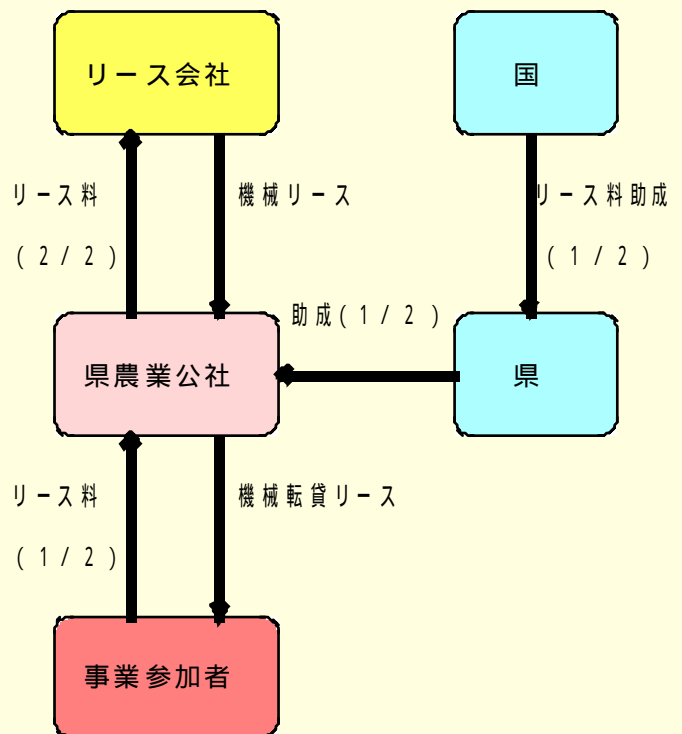 リース会社
国
リース料
機械リース
リース料助成
(2/2)
(1/2)
助成(1/2)
県農業公社
県
リース料
機械転貸リース
(1/2)
事業参加者